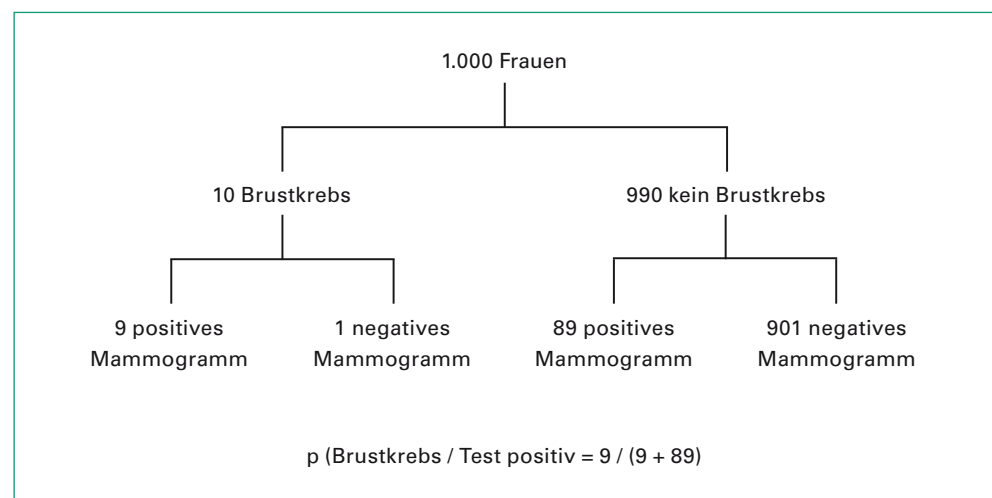 1.000 Frauen
10 Brustkrebs
990 kein Brustkrebs
9 positives
Mammogramm
1 negatives
Mammogramm
89 positives
Mammogramm
901 negatives
Mammogramm
p (Brustkrebs / Test positiv = 9 / (9 + 89)